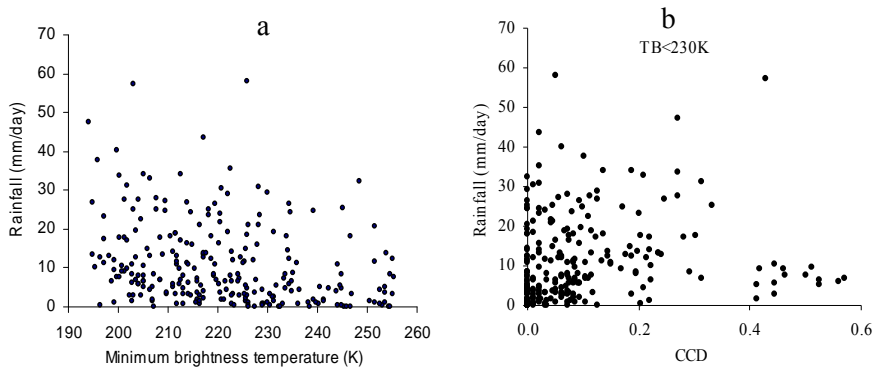 a
Rainfall (mm/day)
70
60
50
40
30
20
10
0
190 200 210 220 230 240 250 260
Minimum brightness temperature (K)
b
TB<230K
Rainfall (mm/day)
70
60
50
40
30
20
10
0
0.0 0.2 0.4 0.6
CCD